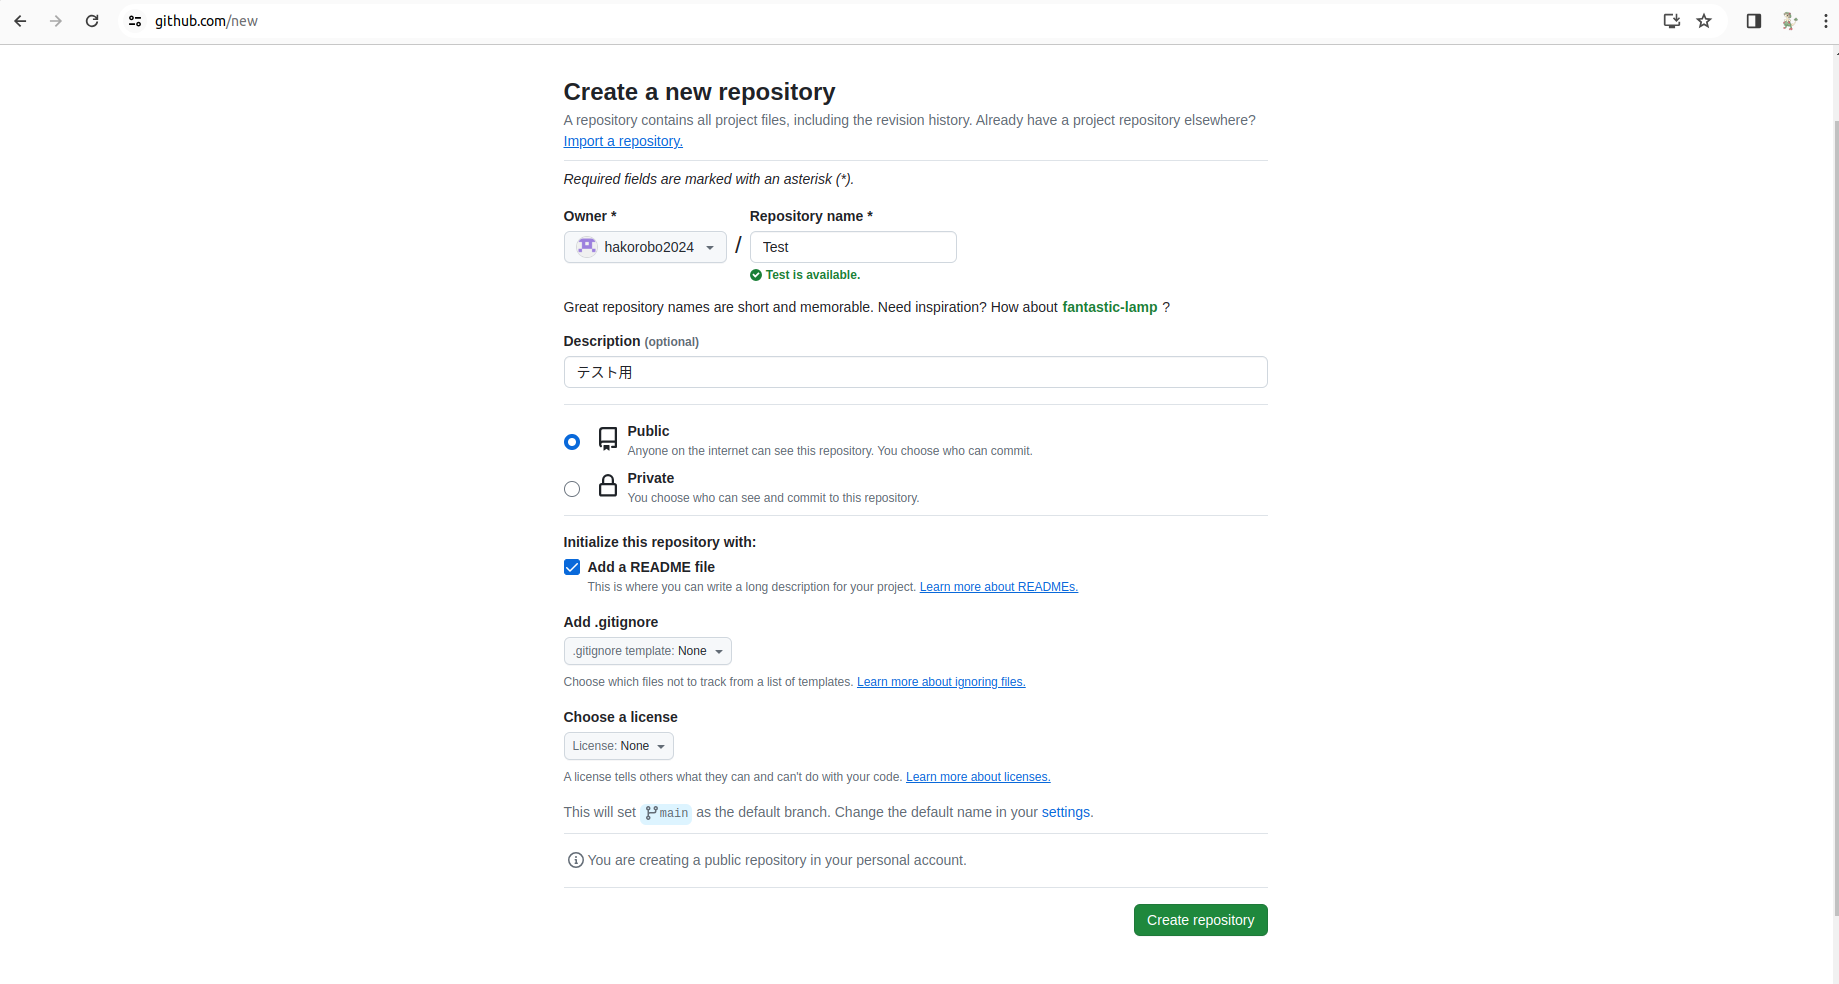 github.com/new
Create a new repository
A repository contains all project files, including the revision history. Already have a project repository elsewhere?
Import a repository.
Required fields are marked with an asterisk (*).
Owner * Repository name *
hakorobo2024 / Test
Test is available.
Great repository names are short and memorable. Need inspiration? How about fantastic-lamp ?
Description (optional)
テスト用
Public
Anyone on the internet can see this repository. You choose who can commit.
Private
You choose who can see and commit to this repository.
Initialize this repository with:
Add a README file
This is where you can write a long description for your project. Learn more about READMEs.
Add .gitignore
.gitignore template: None
Choose which files not to track from a list of templates. Learn more about ignoring files.
Choose a license
License: None
A license tells others what they can and can't do with your code. Learn more about licenses.
This will set main as the default branch. Change the default name in your settings.
You are creating a public repository in your personal account.
Create repository